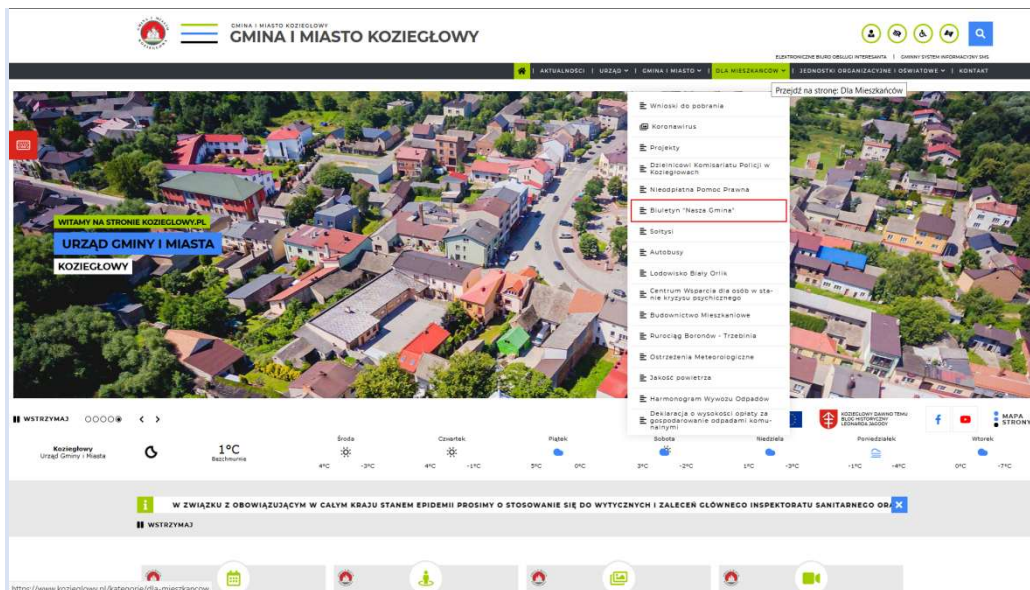 GMINA I MIASTO KOZIEGŁOWY
GMINA I MIASTO KOZIEGŁOWY
ELEKTRONICZNE BIURO OBSŁUGI INTERESANTA | GMINNY SYSTEM INFORMACYJNY SMS
| AKTUALNOŚCI | URZĄD | GMINA I MIASTO | DLA MIESZKAŃCÓW | JEDNOSTKI ORGANIZACYJNE I OŚWIATOWE | KONTAKT
Przejdź na stronę: Dla Mieszkańców
Wnioski do pobrania
Koronawirus
Projekty
Dzielnicowi Komisariatu Policji w
Koziegłowach
Nieodpłatna Pomoc Prawna
Biuletyn "Nasza Gmina"
Sołtysi
Autobusy
Lodowisko Biały Orlik
Centrum Wsparcia dla osób w sta-
nie kryzysu psychicznego
Budownictwo Mieszkaniowe
Rurociąg Boronów - Trzebinia
Ostrzeżenia Meteorologiczne
Jakość powietrza
Harmonogram Wywozu Odpadów
Deklaracja o wysokości opłaty za
gospodarowanie odpadami komu-
nalnymi
WITAMY NA STRONIE KOZIEGLOWY.PL
URZĄD GMINY I MIASTA
KOZIEGŁOWY
WSTRZYMAJ
KOZIEGŁOWY DAWNO TEMU
BLOG HISTORYCZNY
LEONARDA JAGODY
MAPA
STRONY
Koziegłowy
Urząd Gminy i Miasta
1°C
Bezchmurnie
Środa
4°C -3°C
Czwartek
4°C -1°C
Piątek
5°C 0°C
Sobota
3°C -2°C
Niedziela
1°C -3°C
Poniedziałek
-1°C -4°C
Wtorek
0°C -7°C
W ZWIĄZKU Z OBOWIĄZUJĄCYM W CAŁYM KRAJU STANEM EPIDEMII PROSIMY O STOSOWANIE SIĘ DO WYTYCZNYCH I ZALECEŃ GŁÓWNEGO INSPEKTORATU SANITARNEGO ORA
WSTRZYMAJ
https://www.kozieglowy.pl/kategorie/dla-mieszkancow